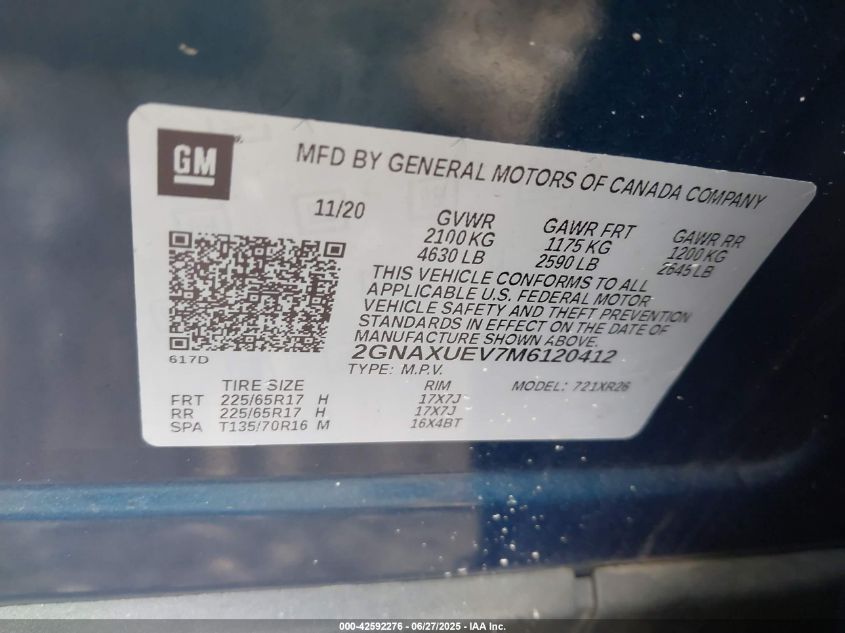 GM
MFD BY GENERAL MOTORS OF CANADA COMPANY
11/20
GVWR
2100 KG
4630 LB
GAWR FRT
1175 KG
2590 LB
GAWR RR
1200 KG
2645 LB
THIS VEHICLE CONFORMS TO ALL
APPLICABLE U.S. FEDERAL MOTOR
VEHICLE SAFETY AND THEFT PREVENTION
STANDARDS IN EFFECT ON THE DATE OF
MANUFACTURE SHOWN ABOVE.
617D
2GNAXUEV7M6120412
TYPE: M.P.V.
MODEL: 721XR26
TIRE SIZE RIM
FRT 225/65R17 H 17X7J
RR 225/65R17 H 17X7J
SPA T135/70R16 M 16X4BT
000-42592276 - 06/27/2025 - IAA Inc.